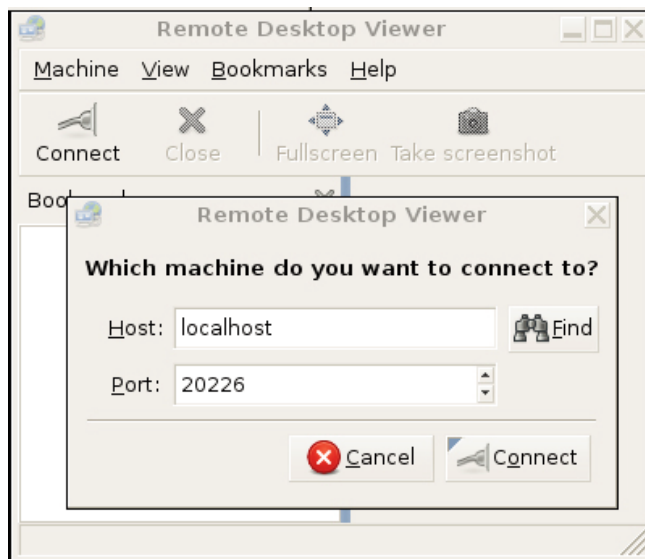 Remote Desktop Viewer
Machine View Bookmarks Help
Connect Close Fullscreen Take screenshot
Remote Desktop Viewer
Which machine do you want to connect to?
Host: localhost Find
Port: 20226
Cancel Connect